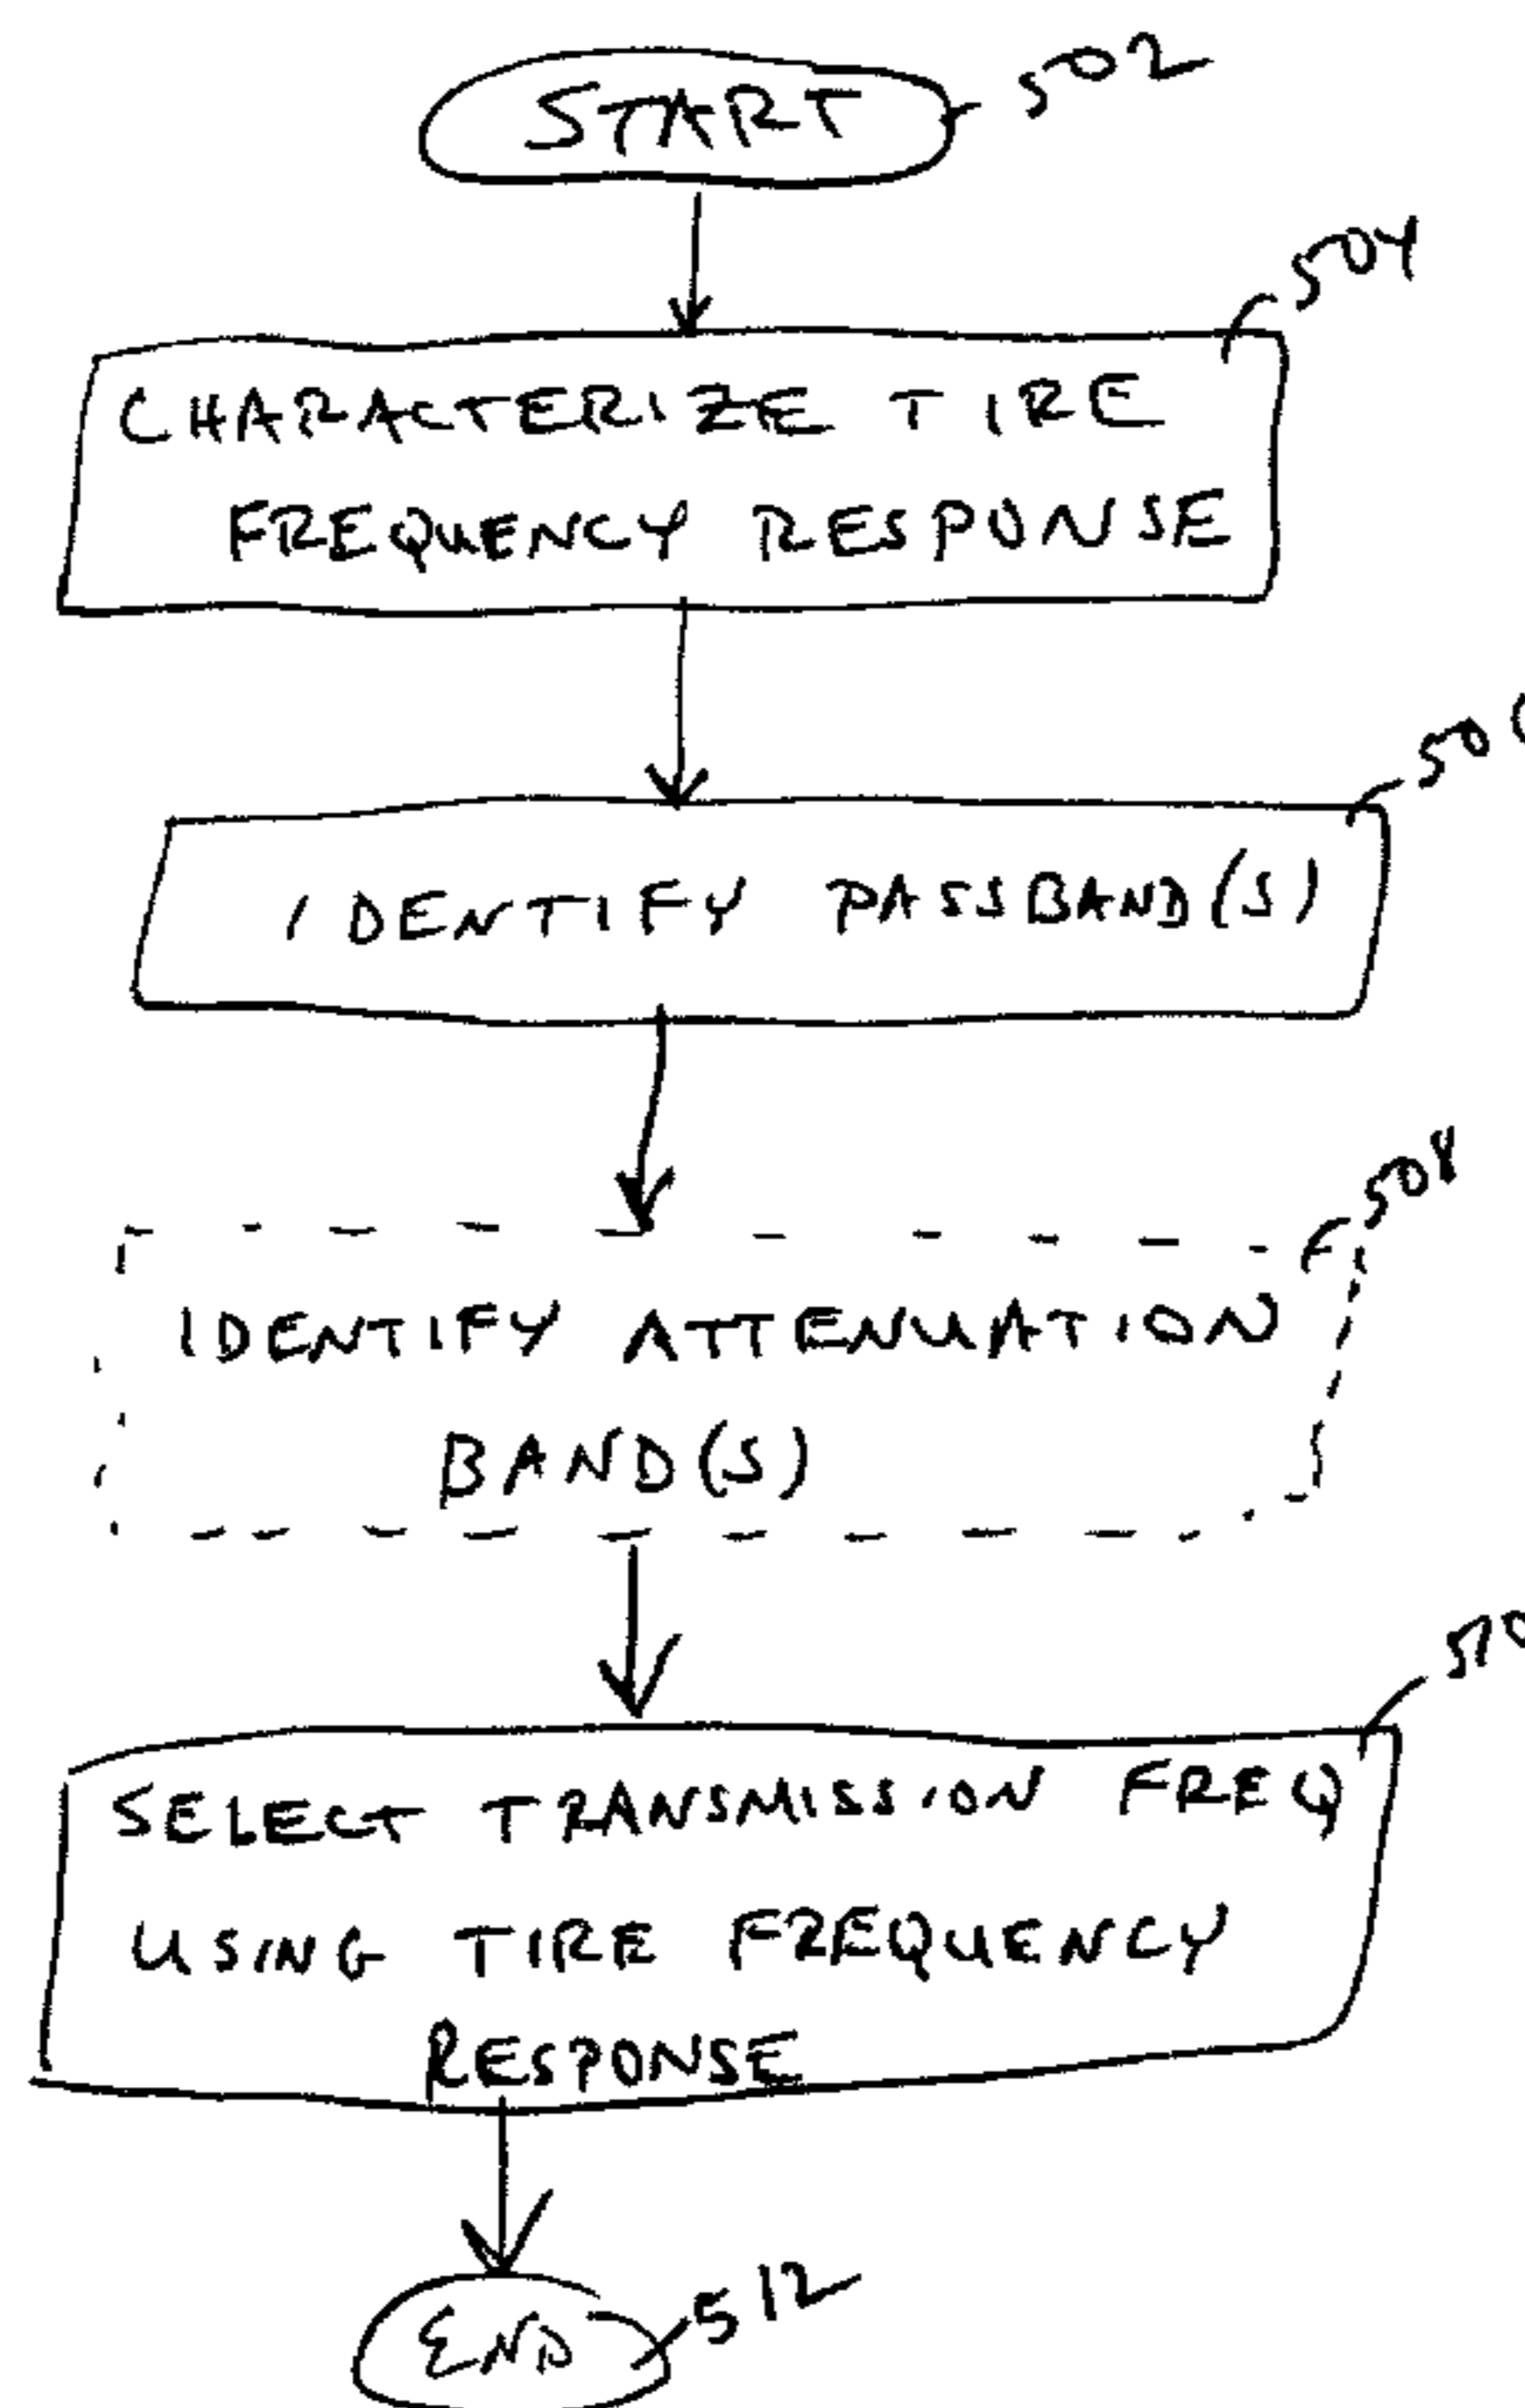 START 502
504
CHARACTERIZE TIRE
FREQUENCY RESPONSE
IDENTIFY PASSBAND(S)
508
IDENTIFY ATTENUATION
BAND(S)
510
SELECT TRANSMISSION FREQ
USING TIRE FREQUENCY
RESPONSE
END 512